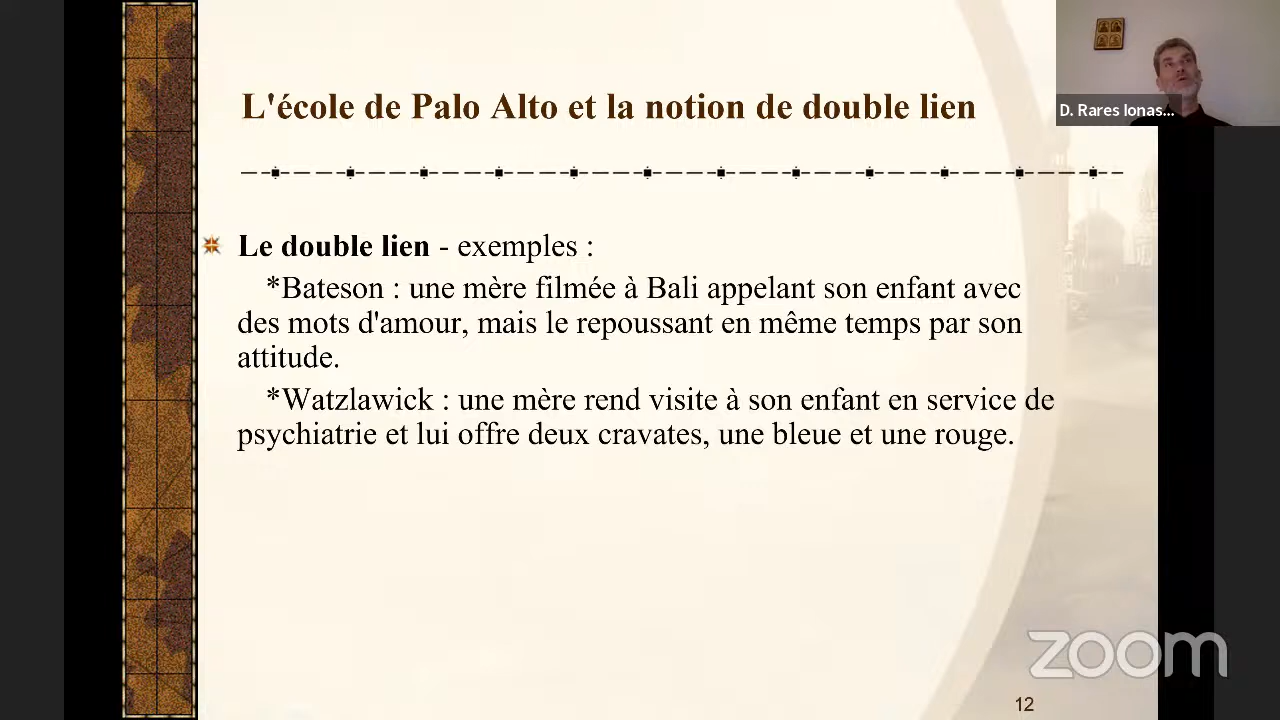 L'école de Palo Alto et la notion de double lien
D. Rares Ionas...
Le double lien - exemples :
*Bateson : une mère filmée à Bali appelant son enfant avec
des mots d'amour, mais le repoussant en même temps par son
attitude.
*Watzlawick : une mère rend visite à son enfant en service de
psychiatrie et lui offre deux cravates, une bleue et une rouge.
zoom
12